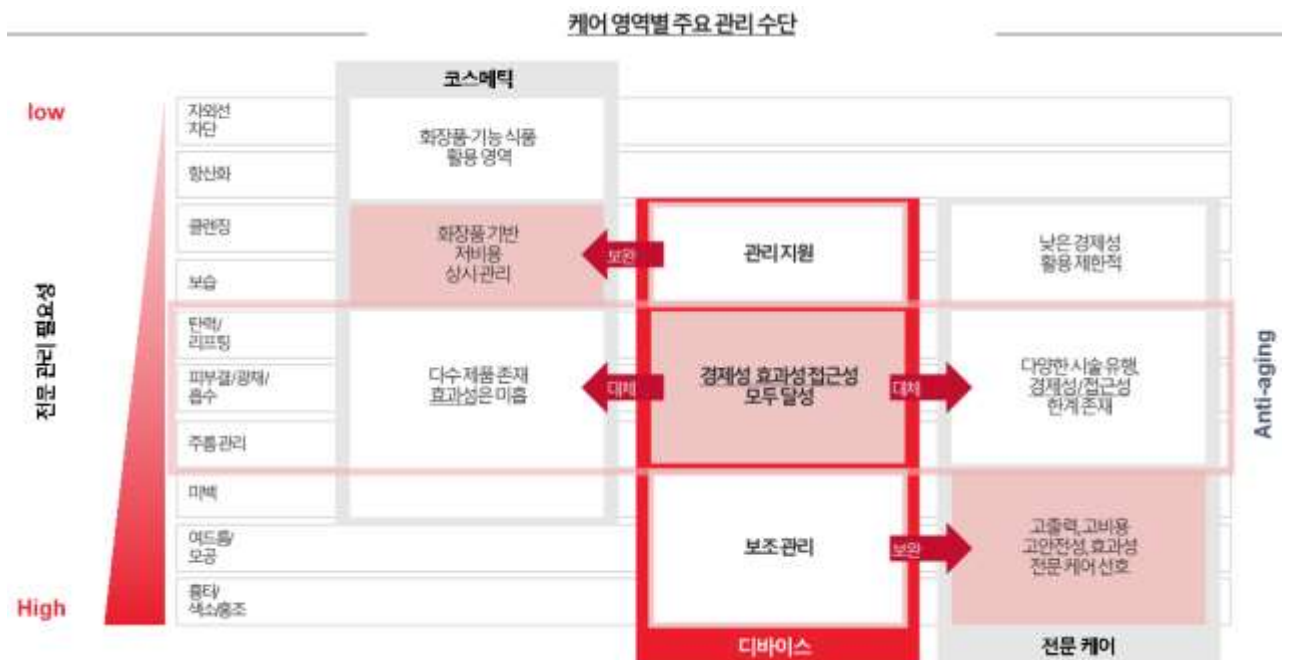 케어 영역별 주요 관리 수단
코스메틱
low
자외선
차단
화장품·기능 식품
활용 영역
항산화
클렌징
화장품 기반
저비용
상시 관리
보완
관리 지원
낮은 경제성
활용 제한적
보습
전문 관리 필요성
탄력/
리프팅
피부결/광채/
흡수
다수 제품 존재
효과성은 미흡
대체
경제성 효과성 접근성
모두 달성
대체
다양한 시술 유행,
경제성/접근성
한계 존재
Anti-aging
주름 관리
미백
여드름/
모공
보조 관리
보완
고출력, 고비용
고안전성, 효과성
전문 케어 선호
High
흉터/
색소/홍조
디바이스
전문 케어